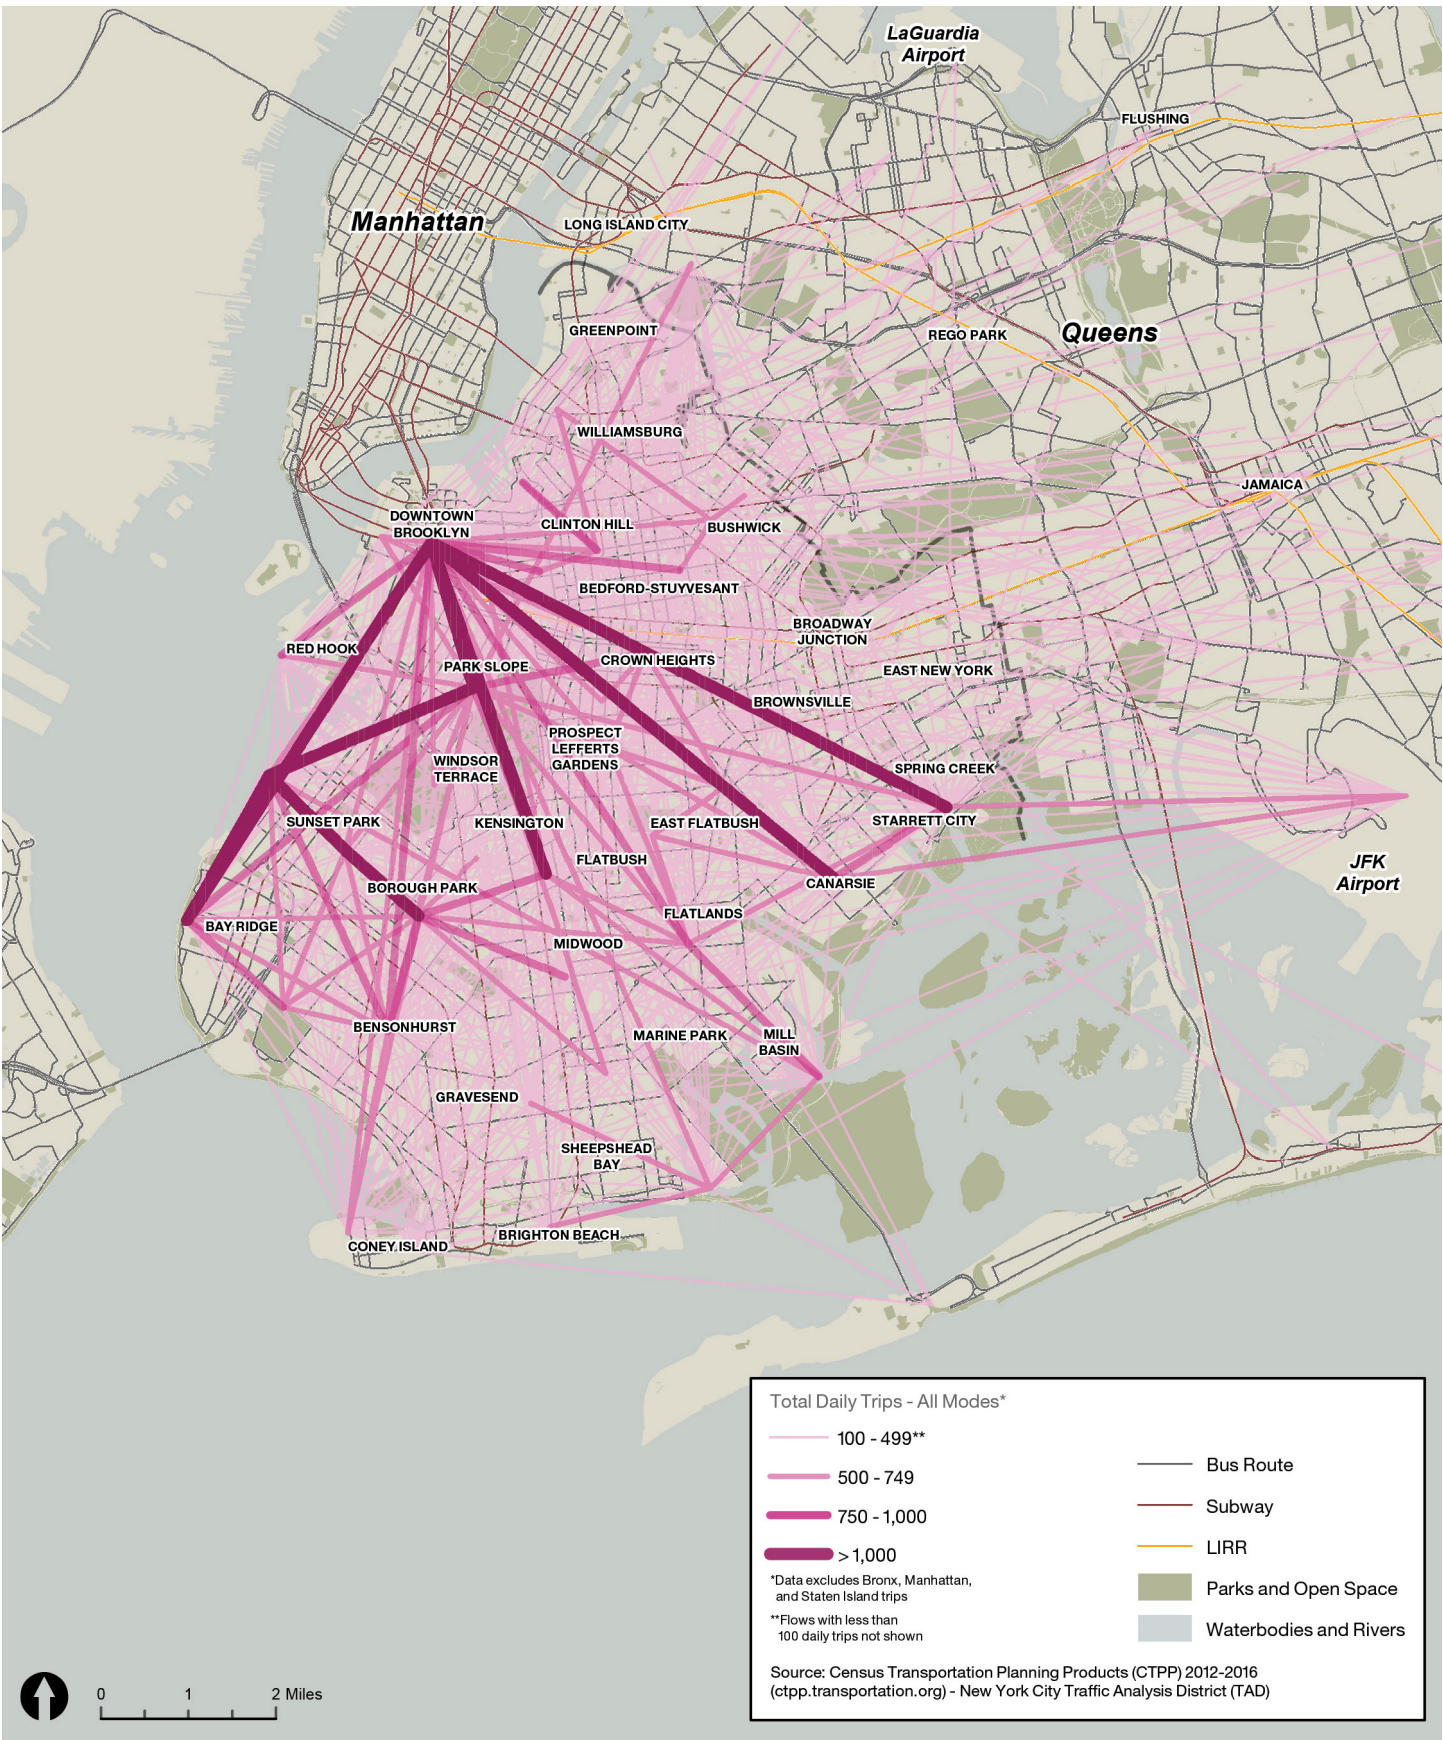 LaGuardia
Airport
FLUSHING
Manhattan
LONG ISLAND CITY
GREENPOINT
REGO PARK
Queens
WILLIAMSBURG
JAMAICA
DOWNTOWN
BROOKLYN
CLINTON HILL
BUSHWICK
BEDFORD-STUYVESANT
BROADWAY
JUNCTION
RED HOOK
PARK SLOPE
CROWN HEIGHTS
EAST NEW YORK
BROWNSVILLE
PROSPECT
LEFFERTS
GARDENS
WINDSOR
TERRACE
SPRING CREEK
SUNSET PARK
KENSINGTON
EAST FLATBUSH
STARRETT CITY
FLATBUSH
JFK
Airport
BOROUGH PARK
CANARSIE
BAY RIDGE
FLATLANDS
MIDWOOD
BENSONHURST
MARINE PARK
MILL
BASIN
GRAVESEND
SHEEPSHEAD
BAY
CONEY ISLAND
BRIGHTON BEACH
Total Daily Trips - All Modes*
100 - 499**
500 - 749
750 - 1,000
> 1,000
*Data excludes Bronx, Manhattan,
and Staten Island trips
**Flows with less than
100 daily trips not shown
Bus Route
Subway
LIRR
Parks and Open Space
Waterbodies and Rivers
Source: Census Transportation Planning Products (CTPP) 2012-2016
(ctpp.transportation.org) - New York City Traffic Analysis District (TAD)
0 1 2 Miles